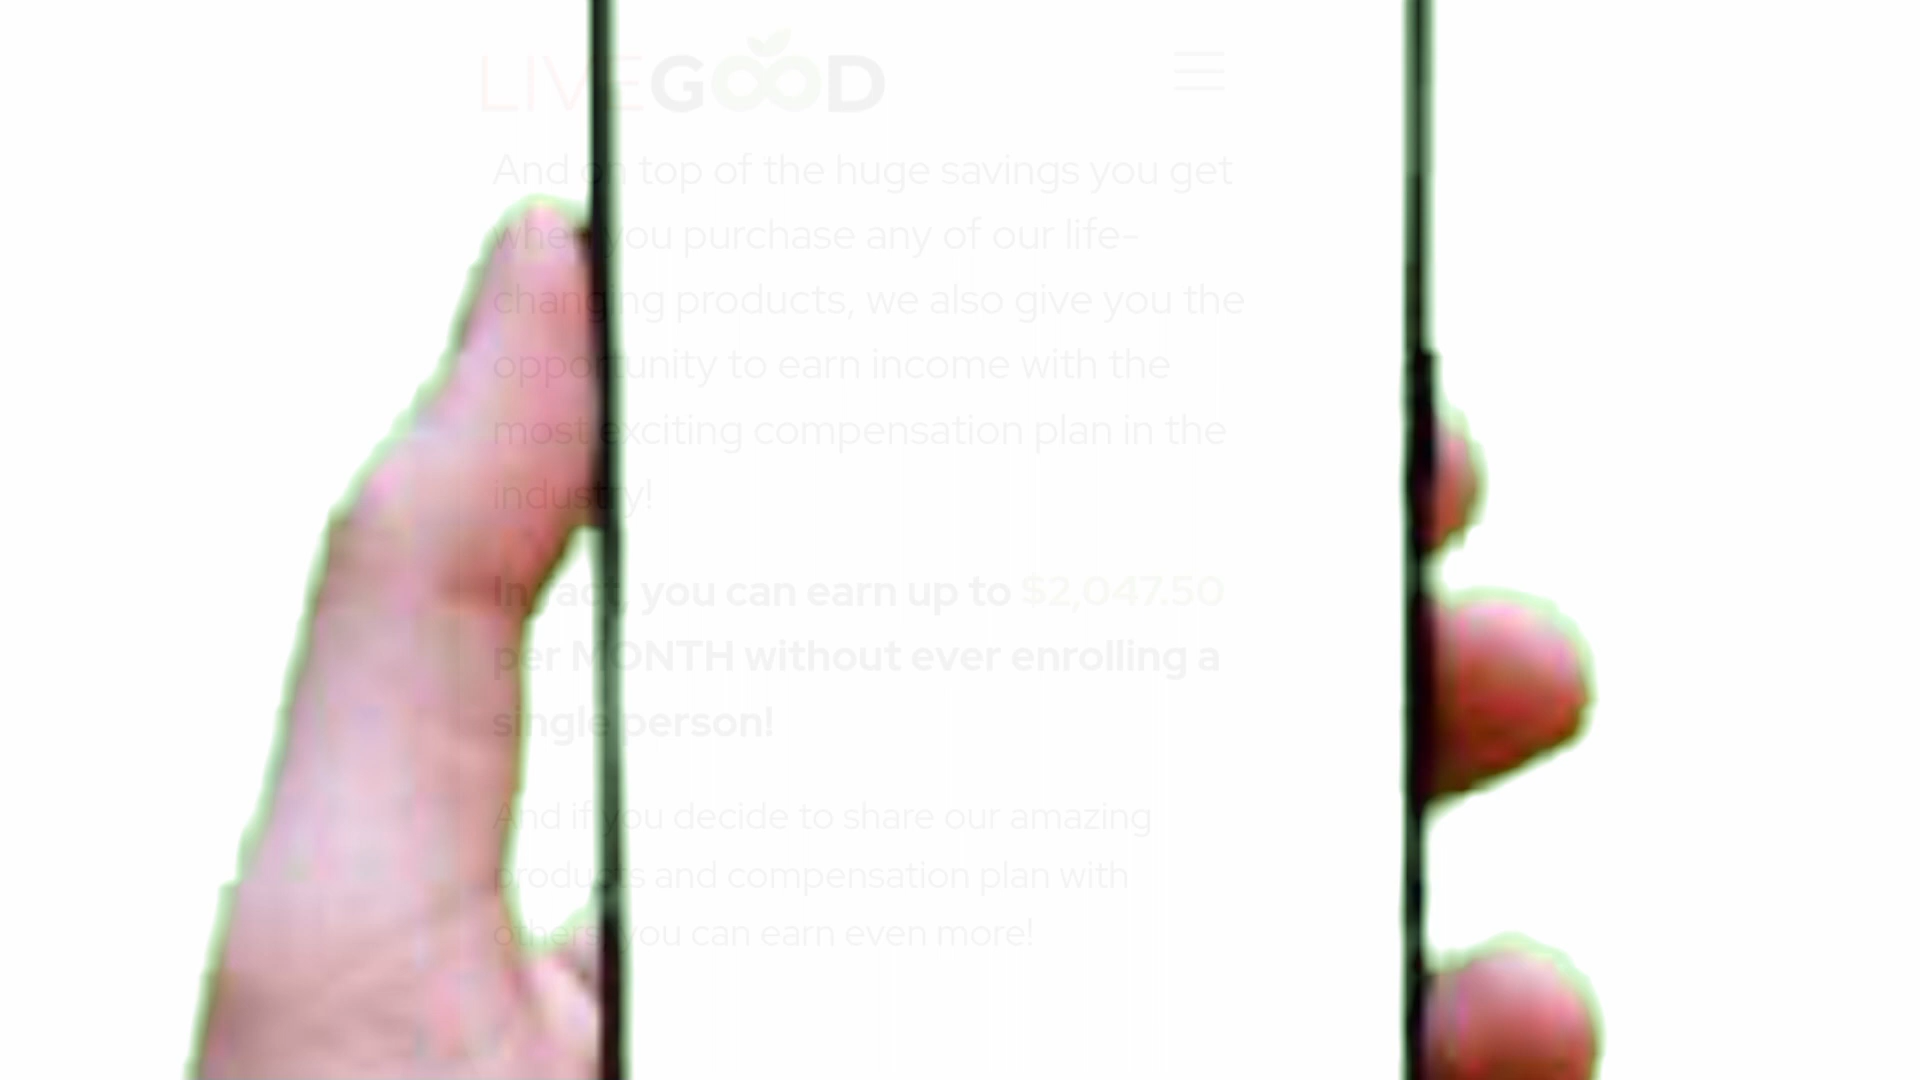 LIVEGOOD
And on top of the huge savings you get
when you purchase any of our life-
changing products, we also give you the
opportunity to earn income with the
most exciting compensation plan in the
industry!
In fact, you can earn up to $2,047.50
per MONTH without ever enrolling a
single person!
And if you decide to share our amazing
products and compensation plan with
others, you can earn even more!